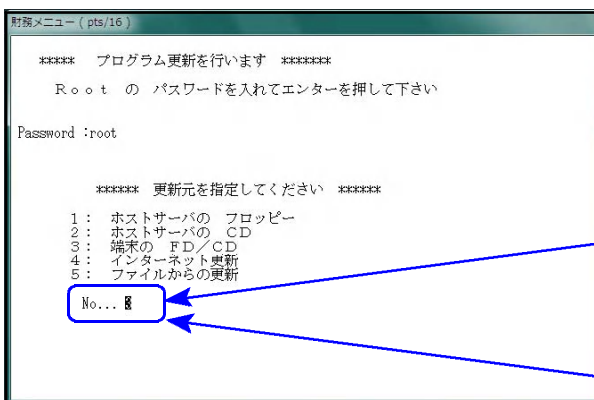 財務メニュー ( pts/16 )
***** プログラム更新を行います *******
Ｒｏｏｔ の パスワードを入れてエンターを押して下さい
Password :root
****** 更新元を指定してください ******
１： ホストサーバの フロッピー
２： ホストサーバの ＣＤ
３： 端末の ＦＤ／ＣＤ
４： インターネット更新
５： ファイルからの更新
No...